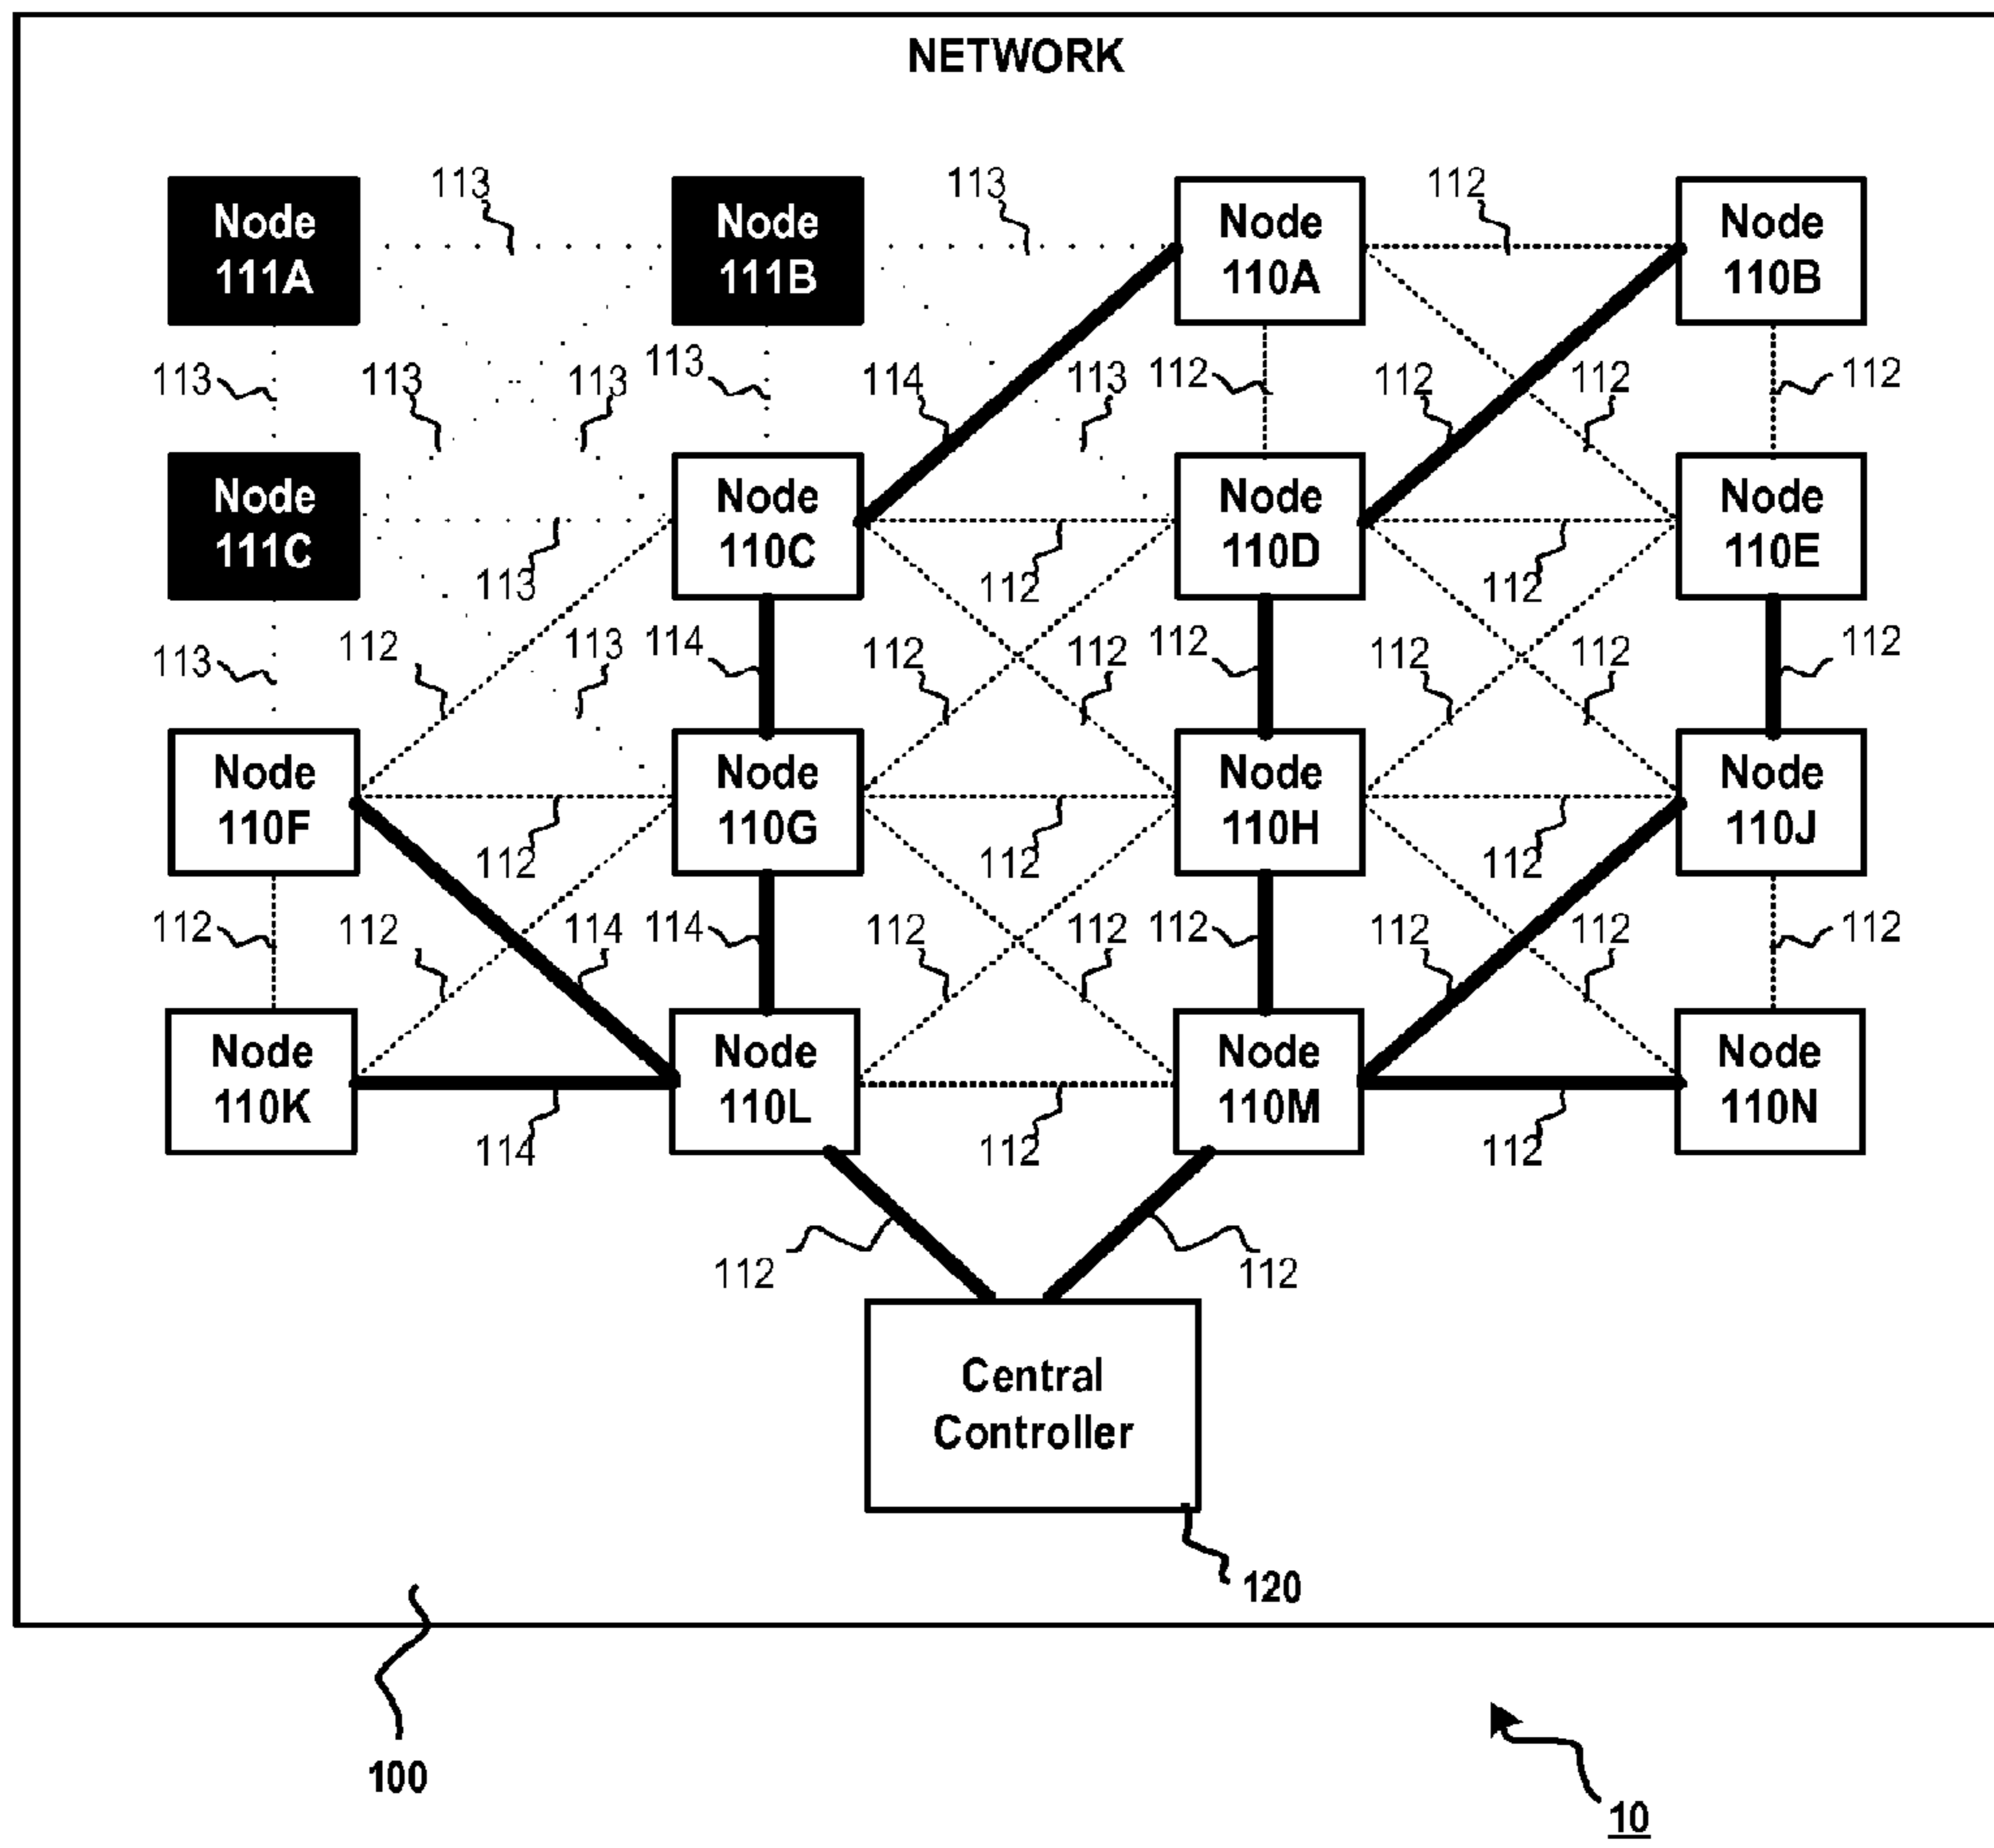 NETWORK
113
113
112
Node
111A
Node
111B
Node
110A
Node
110B
113
113
113
113
114
113
112
112
112
112
Node
111C
Node
110C
Node
110D
Node
110E
113
112
112
112
113
114
112
112
112
112
112
112
113
Node
110F
Node
110G
Node
110H
Node
110J
112
112
112
112
112
114
114
112
112
112
112
112
112
Node
110K
Node
110L
Node
110M
Node
110N
114
112
112
112
112
Central
Controller
120
100
10